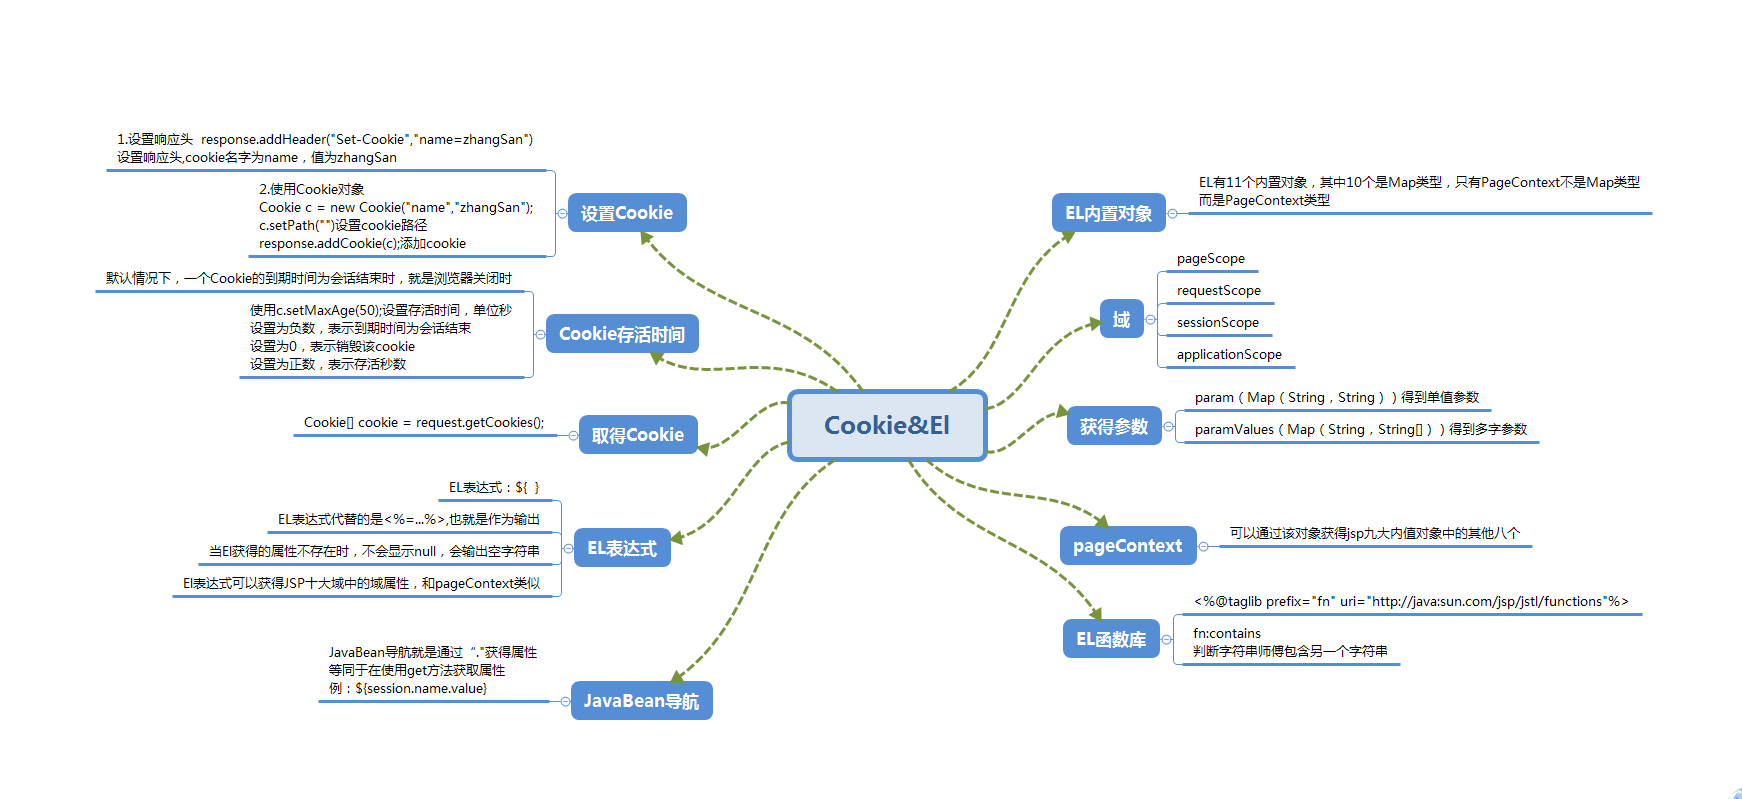 Cookie&El
设置Cookie
1.设置响应头  response.addHeader("Set-Cookie","name=zhangSan")
设置响应头,cookie名字为name，值为zhangSan
2.使用Cookie对象
Cookie c = new Cookie("name","zhangSan");
c.setPath("")设置cookie路径
response.addCookie(c);添加cookie
Cookie存活时间
默认情况下，一个Cookie的到期时间为会话结束时，就是浏览器关闭时
使用c.setMaxAge(50);设置存活时间，单位秒
设置为负数，表示到期时间为会话结束
设置为0，表示销毁该cookie
设置为正数，表示存活秒数
取得Cookie
Cookie[] cookie = request.getCookies();
EL表达式
EL表达式：${  }
EL表达式代替的是<%=...%>,也就是作为输出
当El获得的属性不存在时，不会显示null，会输出空字符串
El表达式可以获得JSP十大域中的域属性，和pageContext类似
JavaBean导航
JavaBean导航就是通过“."获得属性
等同于在使用get方法获取属性
例：${session.name.value}
EL内置对象
EL有11个内置对象，其中10个是Map类型，只有PageContext不是Map类型
而是PageContext类型
域
pageScope
requestScope
sessionScope
applicationScope
获得参数
param（Map（String，String））得到单值参数
paramValues（Map（String，String[]））得到多字参数
pageContext
可以通过该对象获得jsp九大内值对象中的其他八个
EL函数库
<%@taglib prefix="fn" uri="http://java:sun.com/jsp/jstl/functions"%>
fn:contains
判断字符串师傅包含另一个字符串